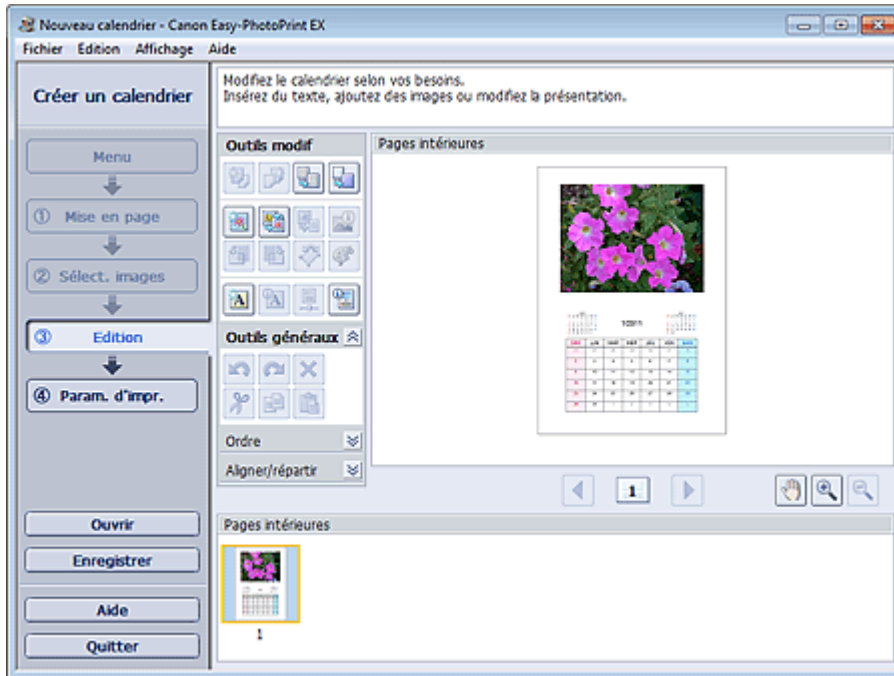 Nouveau calendrier - Canon Easy-PhotoPrint EX
Fichier Edition Affichage Aide
Créer un calendrier
Modifiez le calendrier selon vos besoins.
Insérez du texte, ajoutez des images ou modifiez la présentation.
Menu
① Mise en page
② Sélect. images
③ Edition
④ Param. d'impr.
Ouvrir
Enregistrer
Aide
Quitter
Outils modif
Outils généraux
Ordre
Aligner/répartir
Pages intérieures
1
Pages intérieures
1